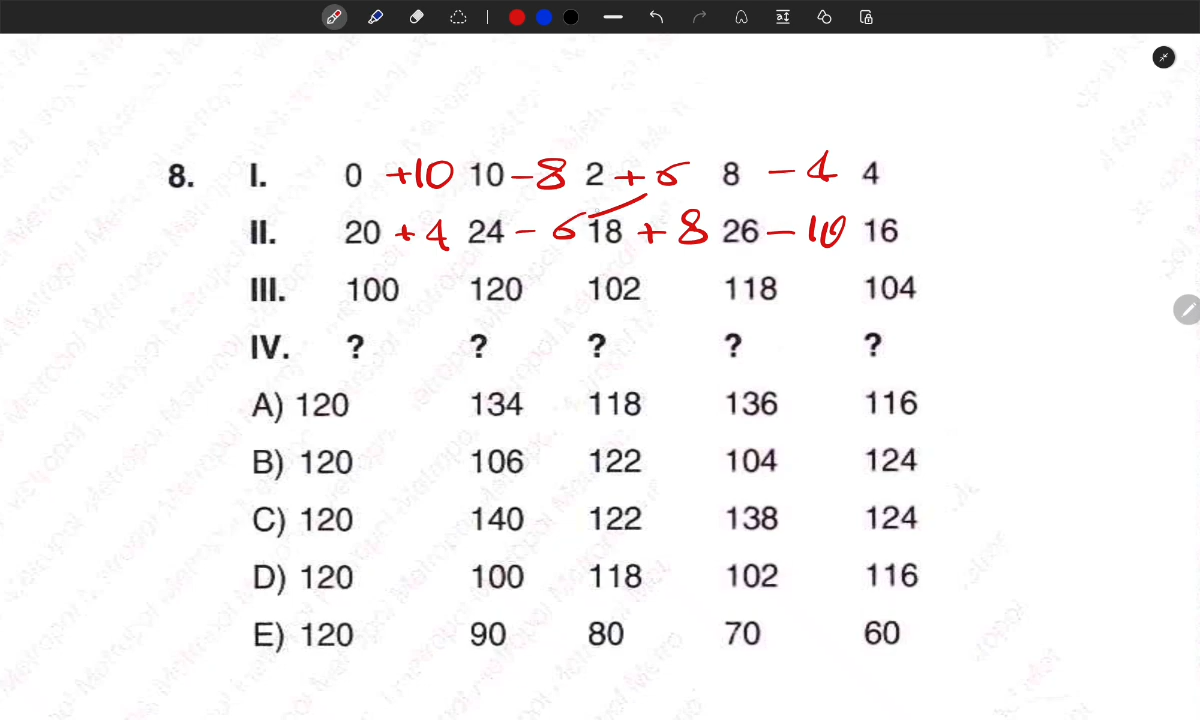 8. I. 0 +10 10 -8 2 + 6 8 - 4 4
II. 20 + 4 24 - 6 18 + 8 26 - 10 16
III. 100 120 102 118 104
IV. ? ? ? ? ?
A) 120 134 118 136 116
B) 120 106 122 104 124
C) 120 140 122 138 124
D) 120 100 118 102 116
E) 120 90 80 70 60